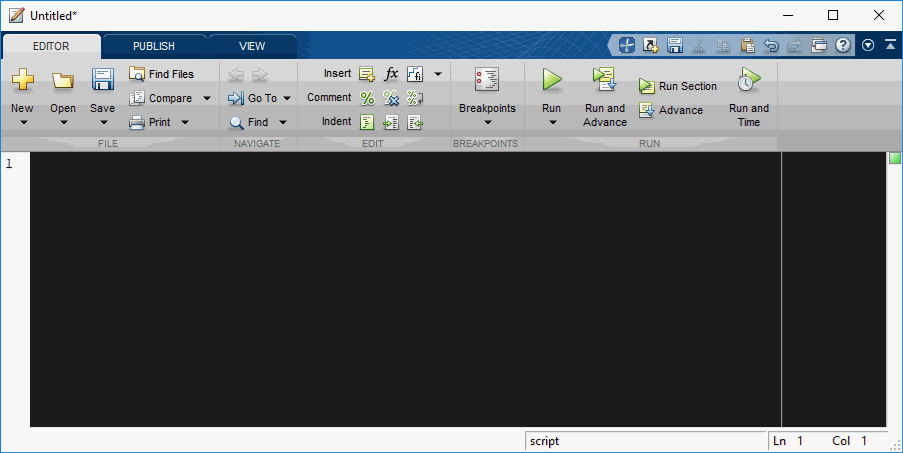 Untitled*
EDITOR PUBLISH VIEW
New Open Save Find Files Compare Print
Go To Find
Insert fx fi
Comment % % %
Indent
Breakpoints
Run Run and Advance Run Section Advance Run and Time
FILE NAVIGATE EDIT BREAKPOINTS RUN
1
script Ln 1 Col 1